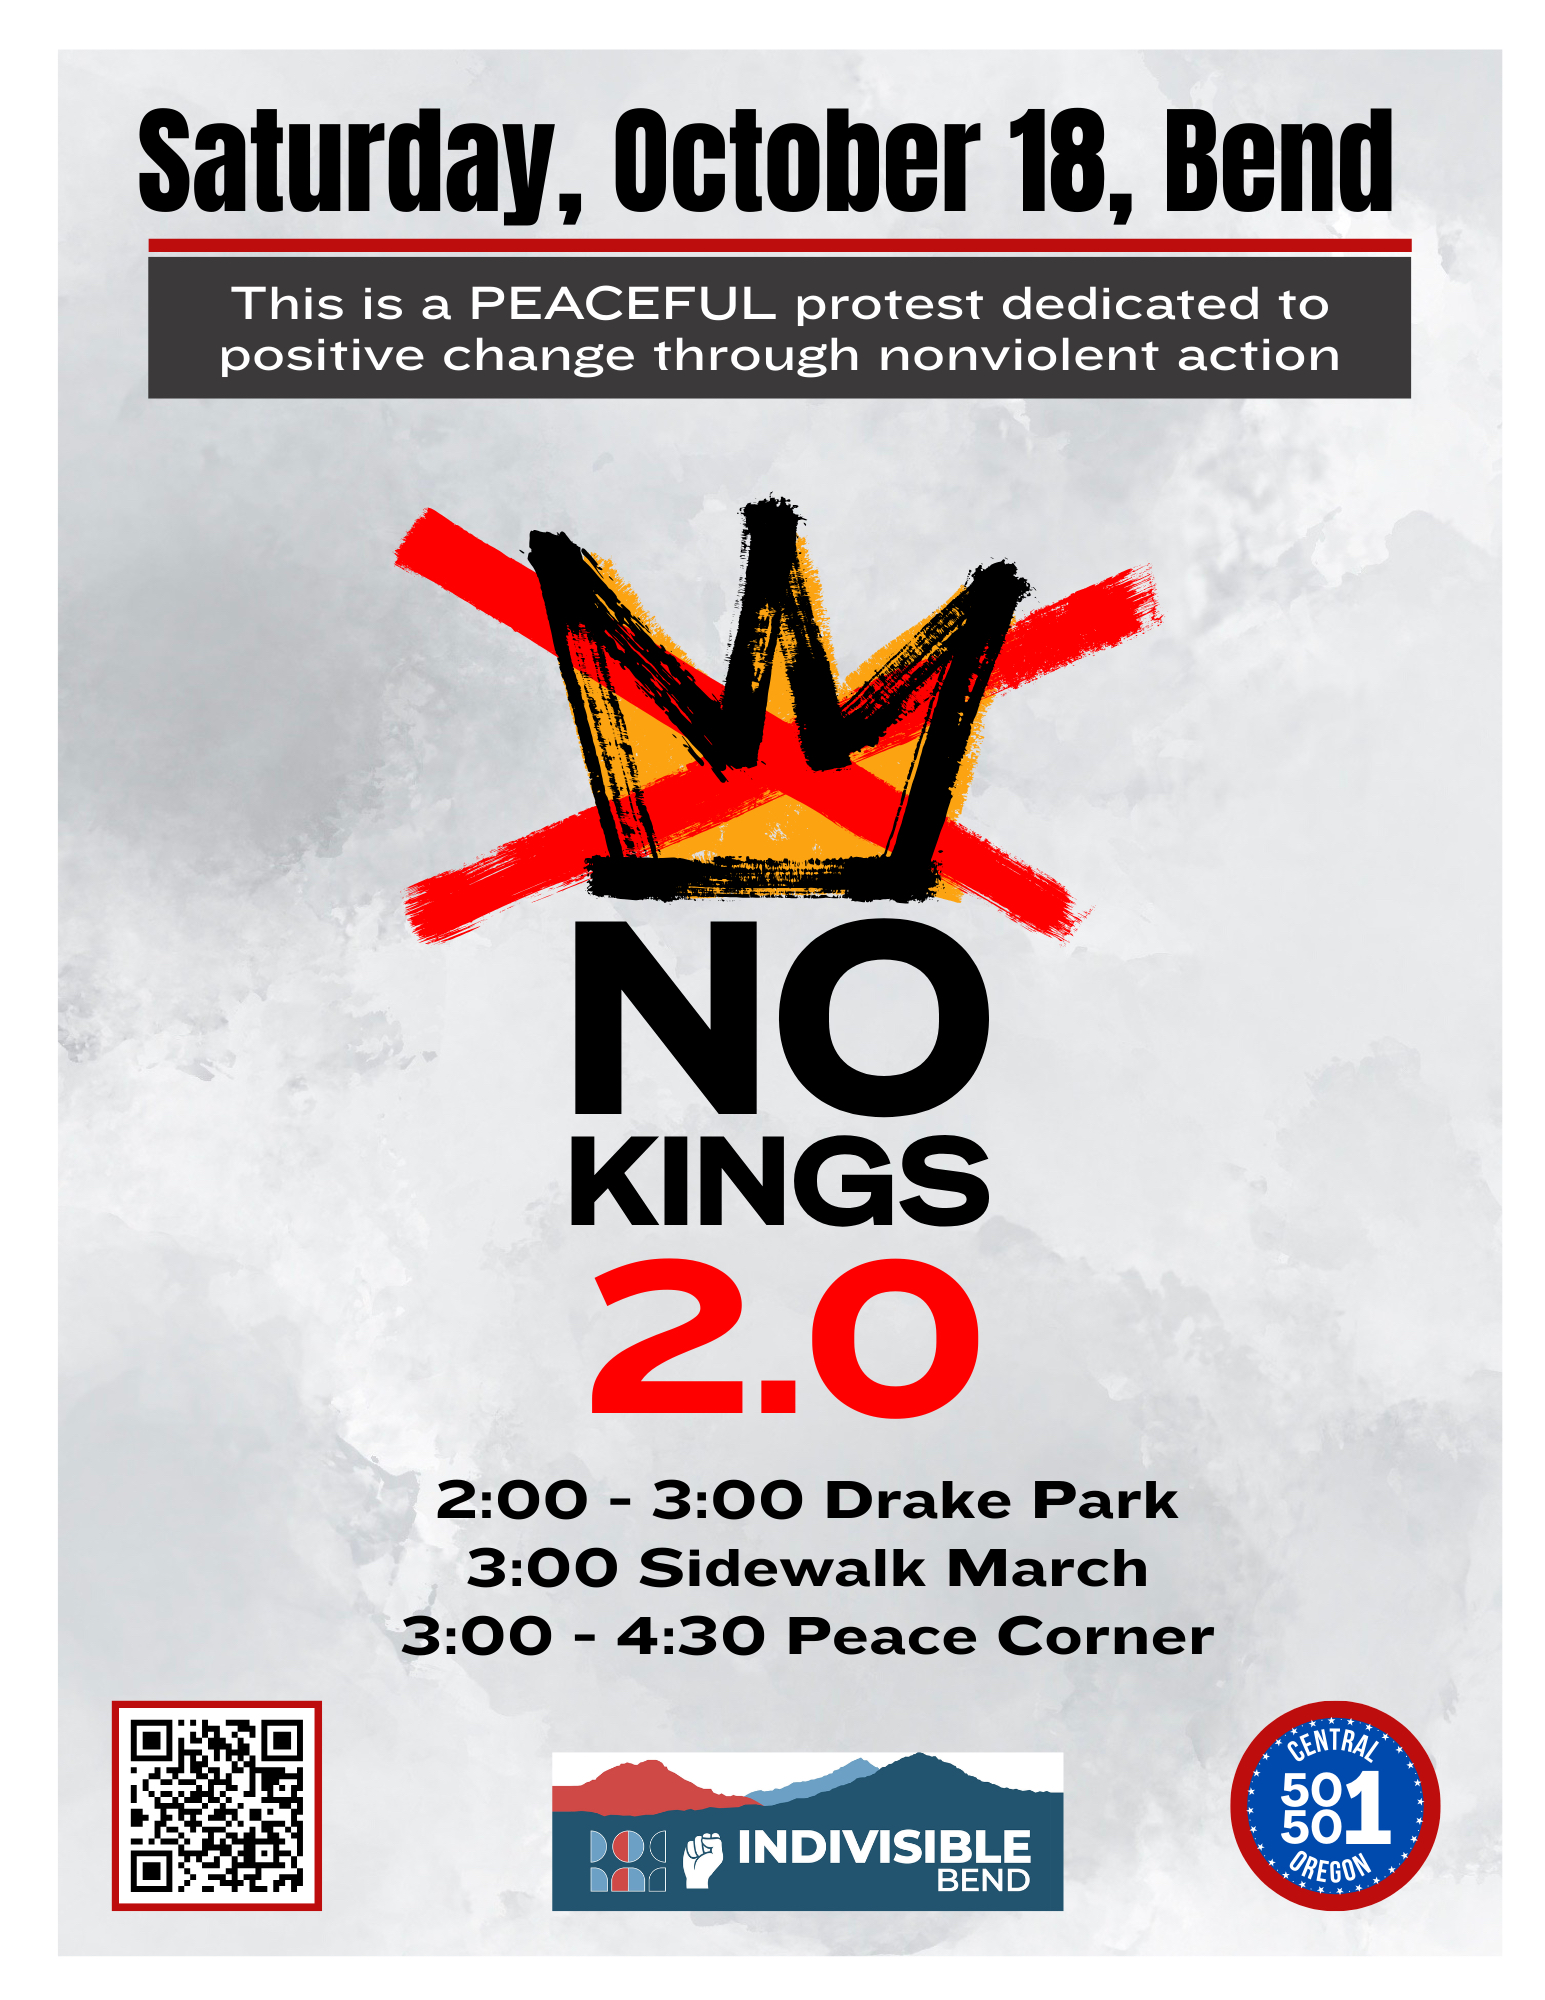 Saturday, October 18, Bend
This is a PEACEFUL protest dedicated to
positive change through nonviolent action
NO
KINGS
2.0
2:00 - 3:00 Drake Park
3:00 Sidewalk March
3:00 - 4:30 Peace Corner
INDIVISIBLE
BEND
CENTRAL
50
50
1
OREGON